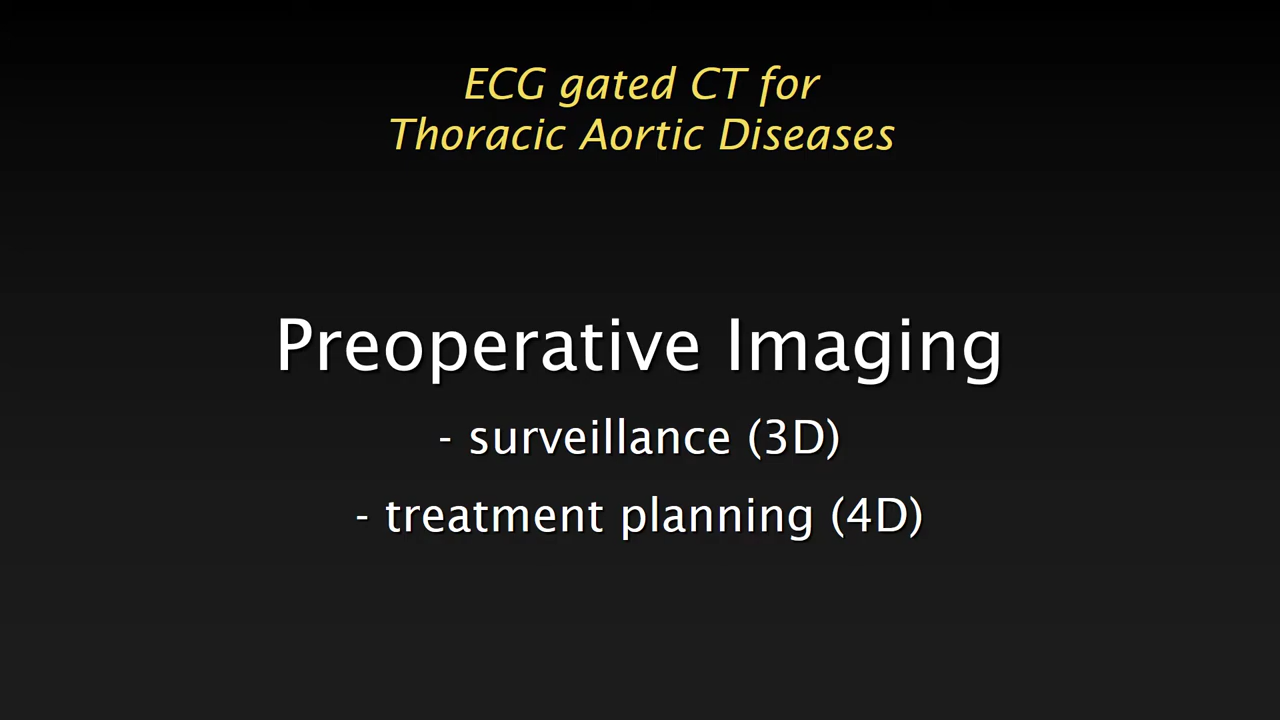 ECG gated CT for
Thoracic Aortic Diseases
Preoperative Imaging
- surveillance (3D)
- treatment planning (4D)